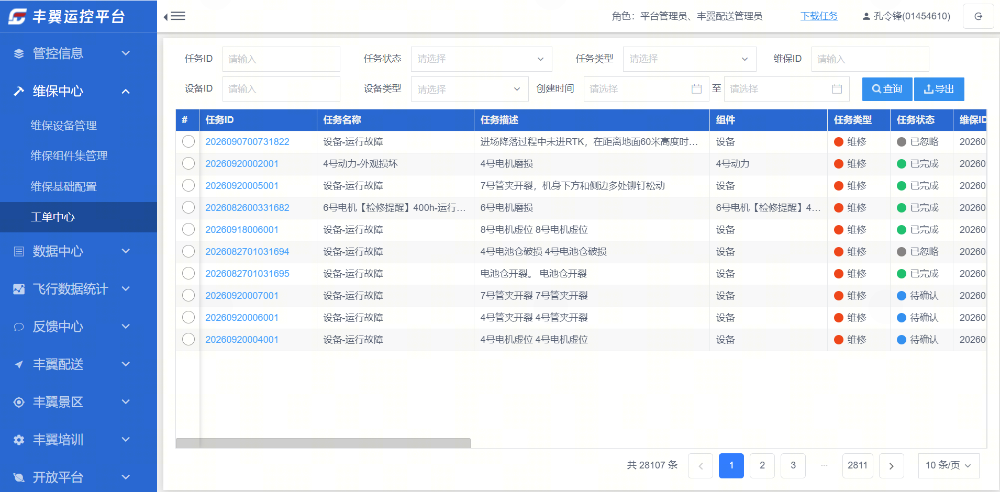 丰翼运控平台
角色：平台管理员、丰翼配送管理员
下载任务
孔令锋(01454610)
管控信息
维保中心
维保设备管理
维保组件集管理
维保基础配置
工单中心
数据中心
飞行数据统计
反馈中心
丰翼配送
丰翼景区
丰翼培训
开放平台
任务ID 请输入 任务状态 请选择 任务类型 请选择 维保ID 请输入
设备ID 请输入 设备类型 请选择 创建时间 请选择 至 请选择 查询 导出
# 任务ID 任务名称 任务描述 组件 任务类型 任务状态 维保ID
2026090700731822 设备-运行故障 进场降落过程中未进RTK，在距离地面60米高度时… 设备 维修 已忽略 20260
20260920002001 4号动力-外观损坏 4号电机磨损 4号动力 维修 已完成 20260
20260920005001 设备-运行故障 7号管夹开裂，机身下方和侧边多处铆钉松动 设备 维修 已完成 20260
2026082600331682 6号电机【检修提醒】400h-运行… 6号电机磨损 6号电机【检修提醒】4… 维修 已完成 20260
20260918006001 设备-运行故障 8号电机虚位 8号电机虚位 设备 维修 已完成 20260
2026082701031694 设备-运行故障 4号电池仓破损 4号电池仓破损 设备 维修 已忽略 20260
2026082701031695 设备-运行故障 电池仓开裂。 电池仓开裂 设备 维修 已完成 20260
20260920007001 设备-运行故障 7号管夹开裂 7号管夹开裂 设备 维修 待确认 20260
20260920006001 设备-运行故障 4号管夹开裂 4号管夹开裂 设备 维修 待确认 20260
20260920004001 设备-运行故障 4号电机虚位 4号电机虚位 设备 维修 待确认 20260
共 28107 条 1 2 3 … 2811 10 条/页